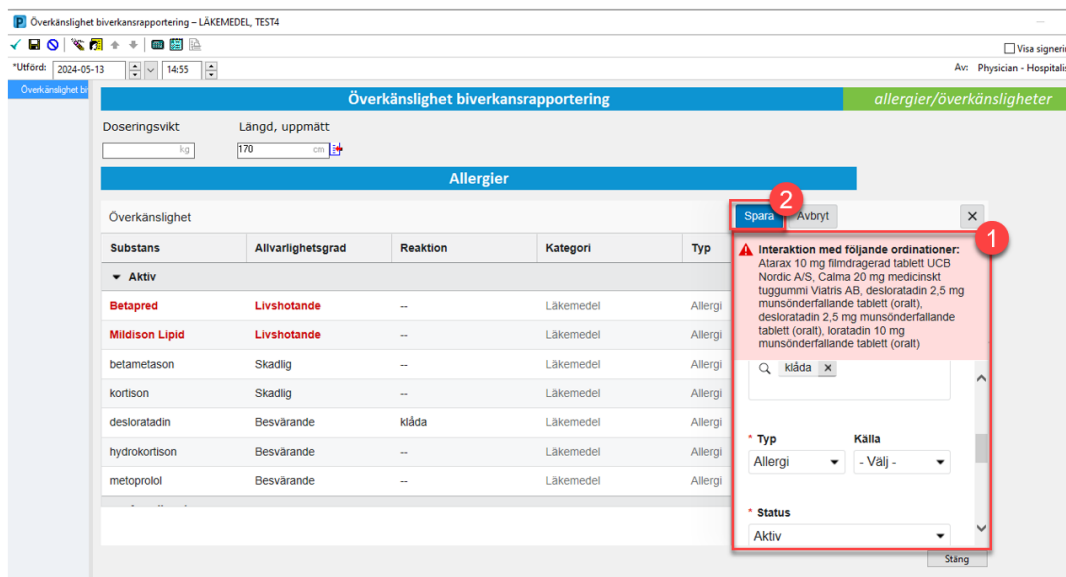 Överkänslighet biverkansrapportering – LÄKEMEDEL, TEST4
Visa signerin
*Utförd: 2024-05-13 14:55 Av: Physician - Hospitalis
Överkänslighet bi
Överkänslighet biverkansrapportering allergier/överkänsligheter
Doseringsvikt Längd, uppmätt
kg 170 cm
Allergier
Överkänslighet
Substans Allvarlighetsgrad Reaktion Kategori Typ
Aktiv
Betapred Livshotande -- Läkemedel Allergi
Mildison Lipid Livshotande -- Läkemedel Allergi
betametason Skadlig -- Läkemedel Allergi
kortison Skadlig -- Läkemedel Allergi
desloratadin Besvärande klåda Läkemedel Allergi
hydrokortison Besvärande -- Läkemedel Allergi
metoprolol Besvärande -- Läkemedel Allergi
2
Spara Avbryt
1
Interaktion med följande ordinationer:
Atarax 10 mg filmdragerad tablett UCB
Nordic A/S, Calma 20 mg medicinskt
tuggummi Viatris AB, desloratadin 2,5 mg
munsönderfallande tablett (oralt),
desloratadin 2,5 mg munsönderfallande
tablett (oralt), loratadin 10 mg
munsönderfallande tablett (oralt)
klåda x
* Typ Källa
Allergi - Välj -
* Status
Aktiv
Stäng